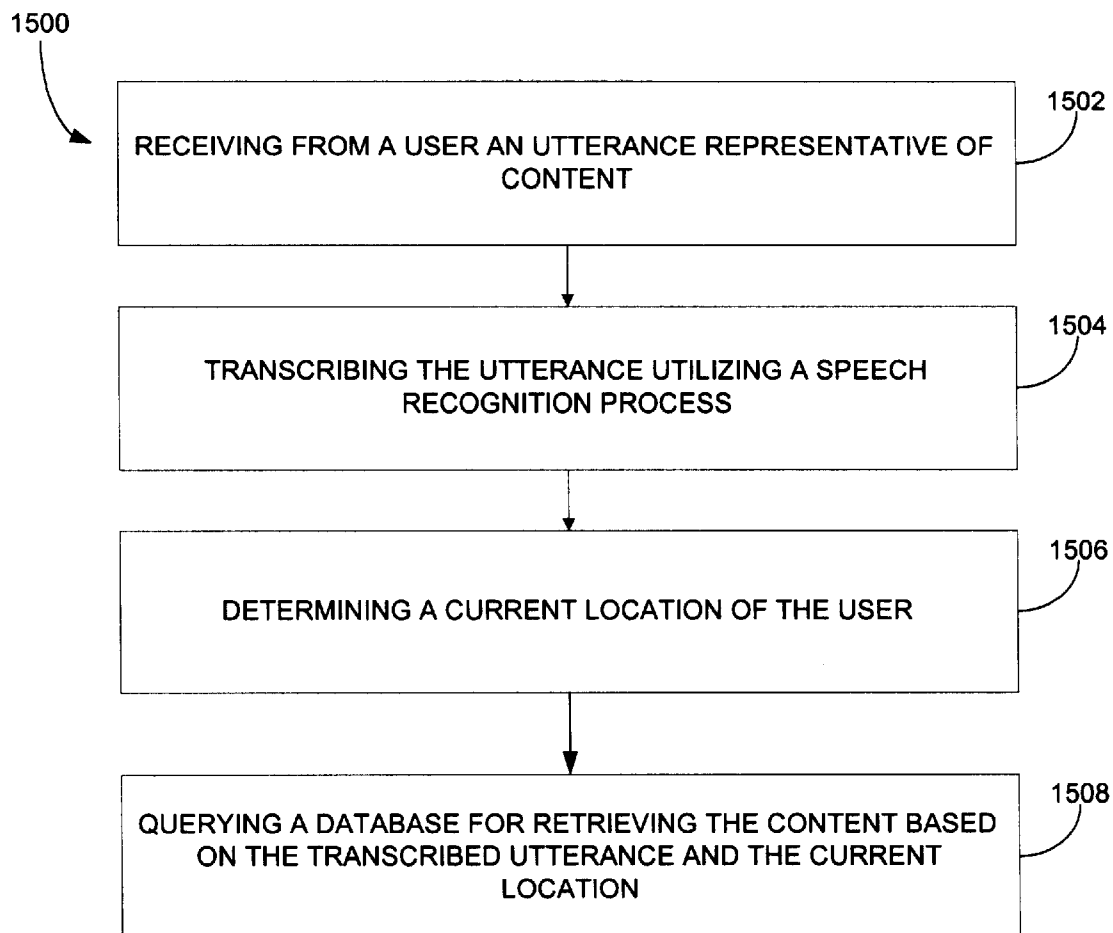 1500
1502
RECEIVING FROM A USER AN UTTERANCE REPRESENTATIVE OF
CONTENT
1504
TRANSCRIBING THE UTTERANCE UTILIZING A SPEECH
RECOGNITION PROCESS
1506
DETERMINING A CURRENT LOCATION OF THE USER
1508
QUERYING A DATABASE FOR RETRIEVING THE CONTENT BASED
ON THE TRANSCRIBED UTTERANCE AND THE CURRENT
LOCATION